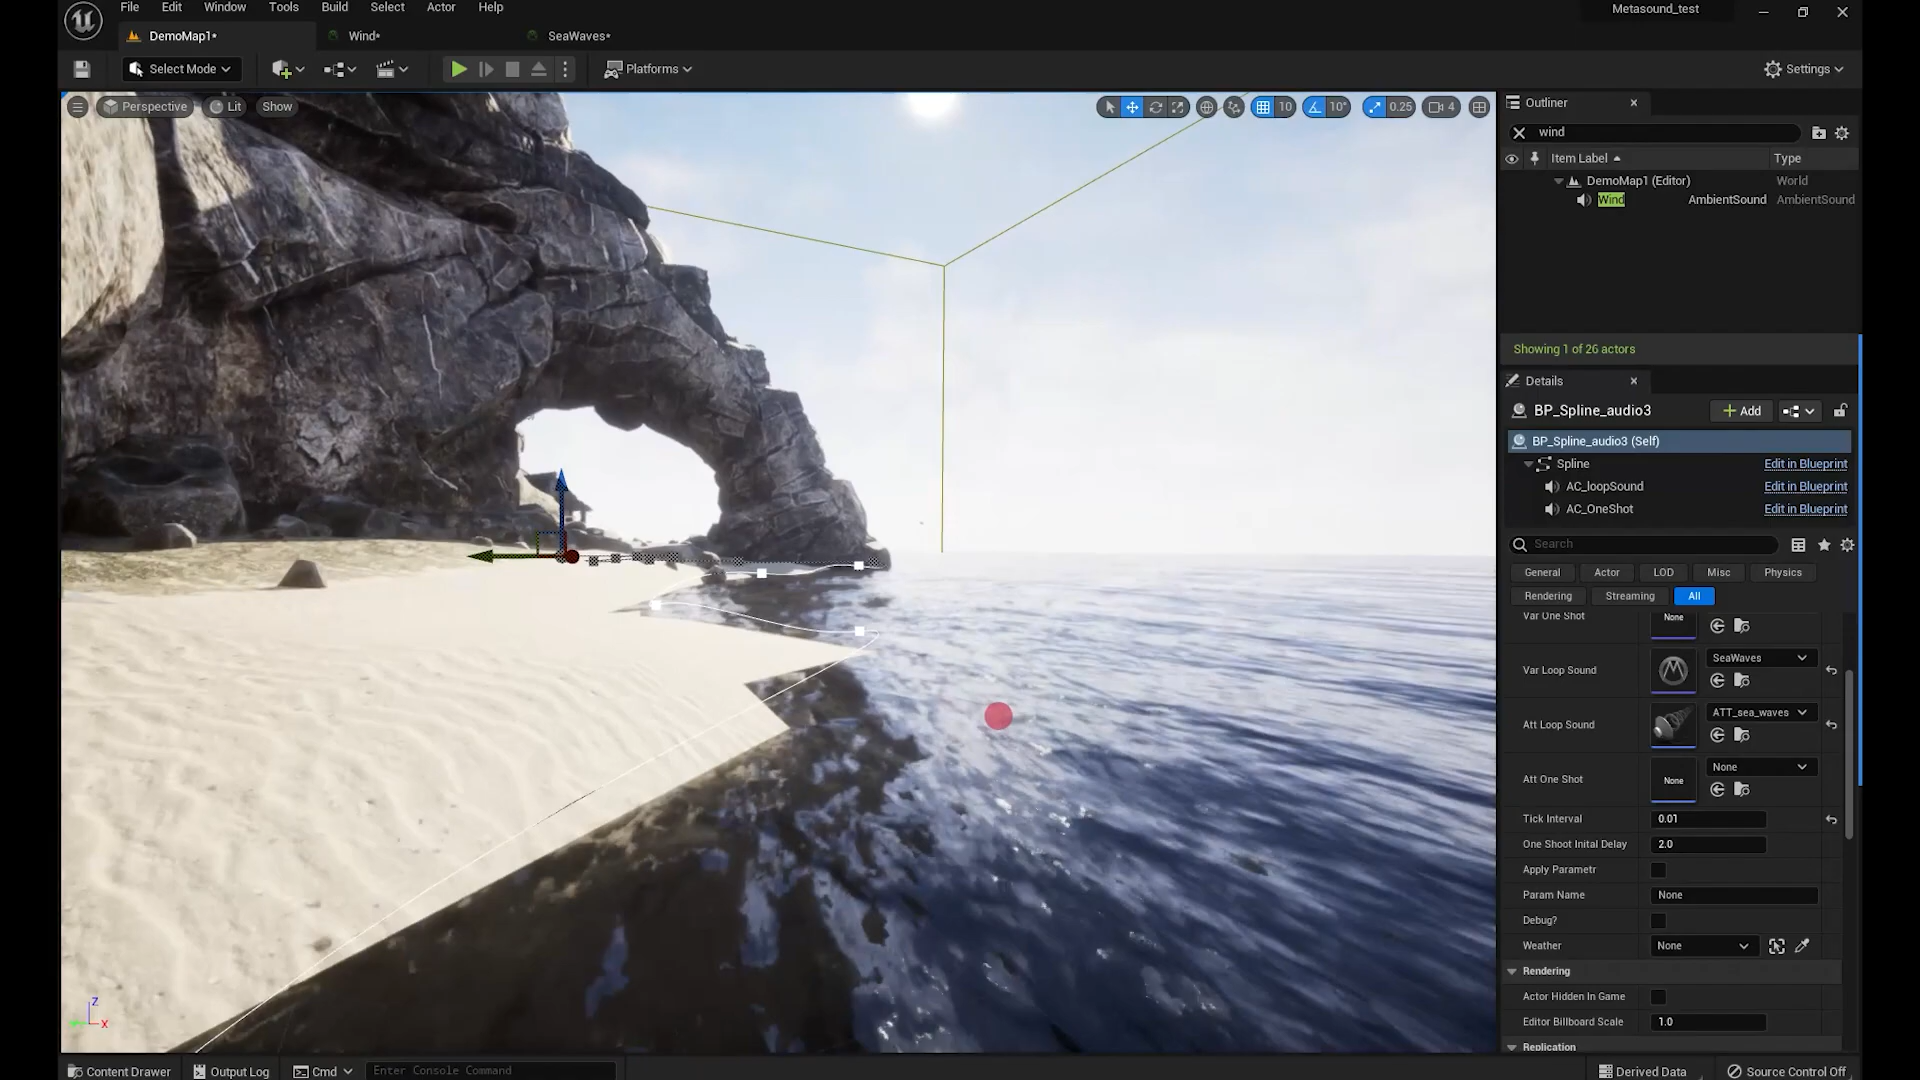 File Edit Window Tools Build Select Actor Help
Metasound_test
DemoMap1*
Wind*
SeaWaves*
Select Mode
Platforms
Settings
Perspective
Lit
Show
10
10°
0.25
4
Outliner
wind
Item Label
Type
DemoMap1 (Editor)
World
Wind
AmbientSound
AmbientSound
Showing 1 of 26 actors
Details
BP_Spline_audio3
Add
BP_Spline_audio3 (Self)
Spline
Edit in Blueprint
AC_loopSound
Edit in Blueprint
AC_OneShot
Edit in Blueprint
Search
General
Actor
LOD
Misc
Physics
Rendering
Streaming
All
Var One Shot
None
Var Loop Sound
SeaWaves
Att Loop Sound
ATT_sea_waves
Att One Shot
None
None
Tick Interval
0.01
One Shoot Inital Delay
2.0
Apply Parametr
Param Name
None
Debug?
Weather
None
Rendering
Actor Hidden In Game
Editor Billboard Scale
1.0
Replication
Z
X
Content Drawer
Output Log
Cmd
Enter Console Command
Derived Data
Source Control Off